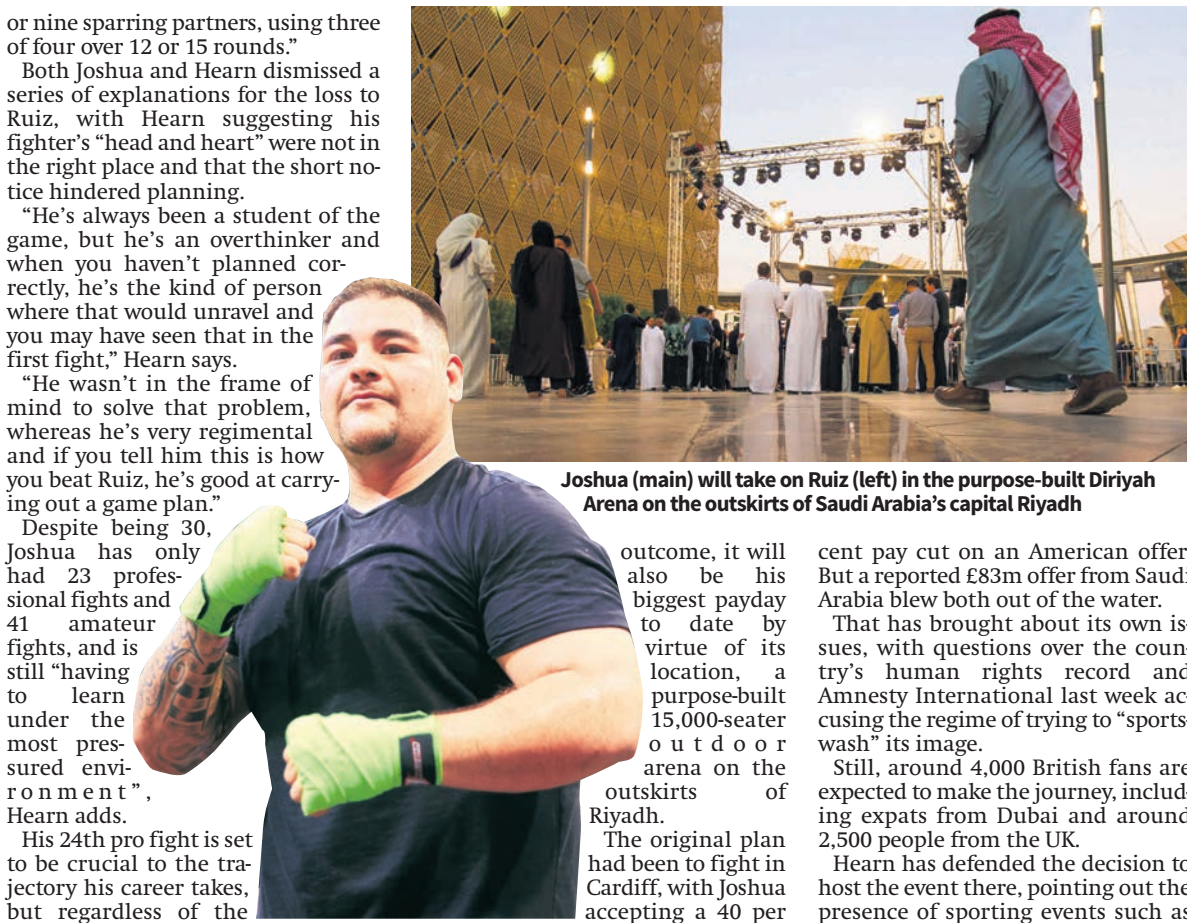 or nine sparring partners, using three
of four over 12 or 15 rounds.”
Both Joshua and Hearn dismissed a
series of explanations for the loss to
Ruiz, with Hearn suggesting his
fighter’s “head and heart” were not in
the right place and that the short no-
tice hindered planning.
“He’s always been a student of the
game, but he’s an overthinker and
when you haven’t planned cor-
rectly, he’s the kind of person
where that would unravel and
you may have seen that in the
first fight,” Hearn says.
“He wasn’t in the frame of
mind to solve that problem,
whereas he’s very regimental
and if you tell him this is how
you beat Ruiz, he’s good at carry-
ing out a game plan.”
Despite being 30,
Joshua has only
had 23 profes-
sional fights and
41 amateur
fights, and is
still “having
to learn
under the
most pres-
sured envi-
ronment”,
Hearn adds.
His 24th pro fight is set
to be crucial to the tra-
jectory his career takes,
but regardless of the
Joshua (main) will take on Ruiz (left) in the purpose-built Diriyah
Arena on the outskirts of Saudi Arabia’s capital Riyadh
outcome, it will
also be his
biggest payday
to date by
virtue of its
location, a
purpose-built
15,000-seater
outdoor
arena on the
outskirts of
Riyadh.
The original plan
had been to fight in
Cardiff, with Joshua
accepting a 40 per
cent pay cut on an American offer
But a reported £83m offer from Saudi
Arabia blew both out of the water.
That has brought about its own is-
sues, with questions over the coun-
try’s human rights record and
Amnesty International last week ac-
cusing the regime of trying to “sports-
wash” its image.
Still, around 4,000 British fans are
expected to make the journey, includ-
ing expats from Dubai and around
2,500 people from the UK.
Hearn has defended the decision to
host the event there, pointing out the
presence of sporting events such as